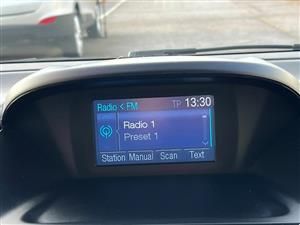 Radio < FM TP 13:30
Radio 1
Preset 1
Station Manual Scan Text